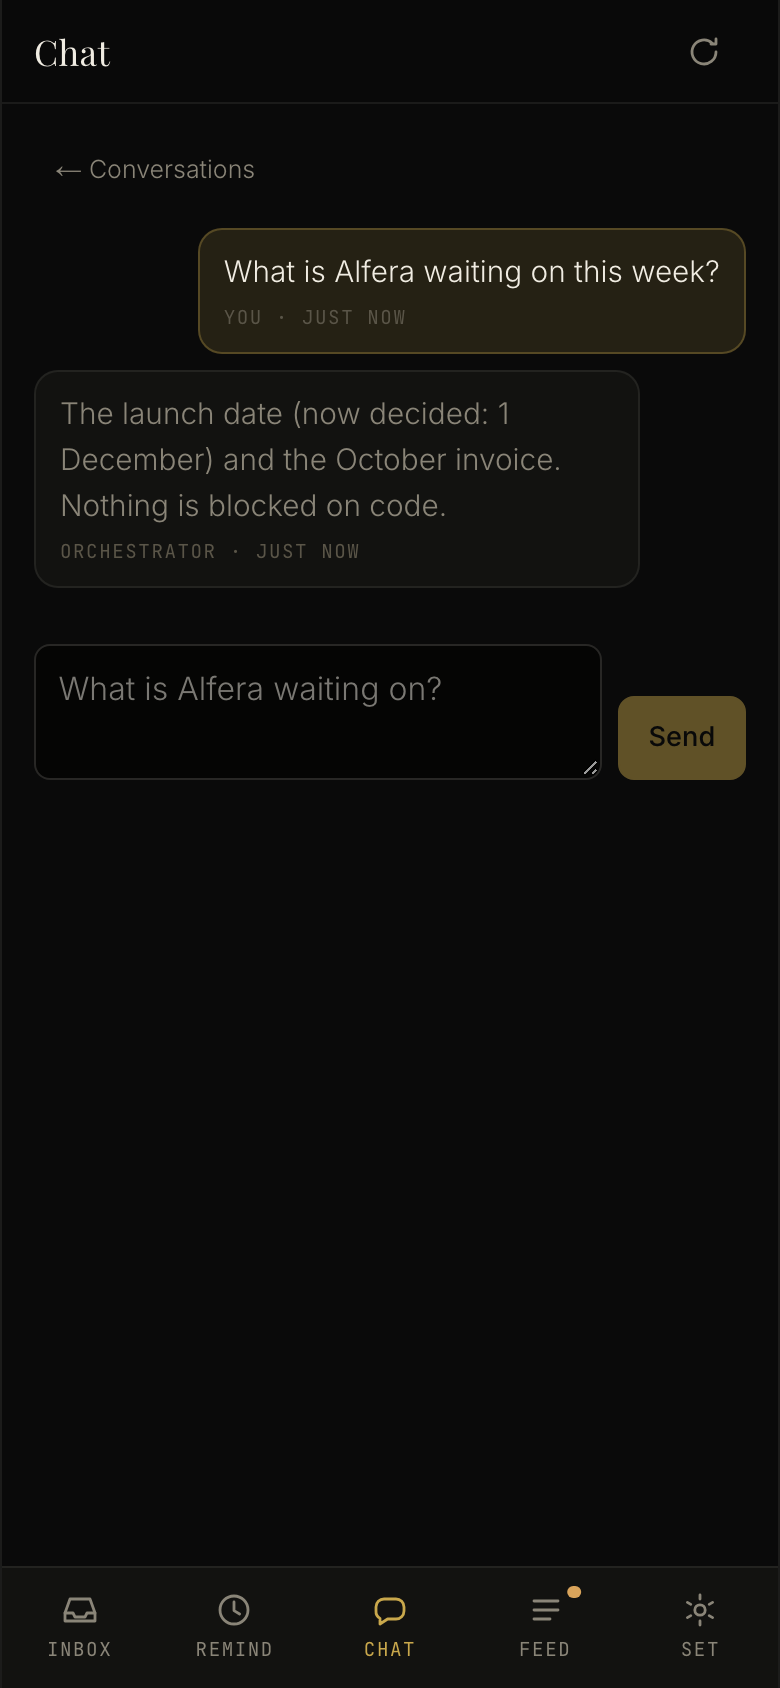 Chat
← Conversations
What is Alfera waiting on this week?
YOU · JUST NOW
The launch date (now decided: 1
December) and the October invoice.
Nothing is blocked on code.
ORCHESTRATOR · JUST NOW
What is Alfera waiting on?
Send
INBOX
REMIND
CHAT
FEED
SET